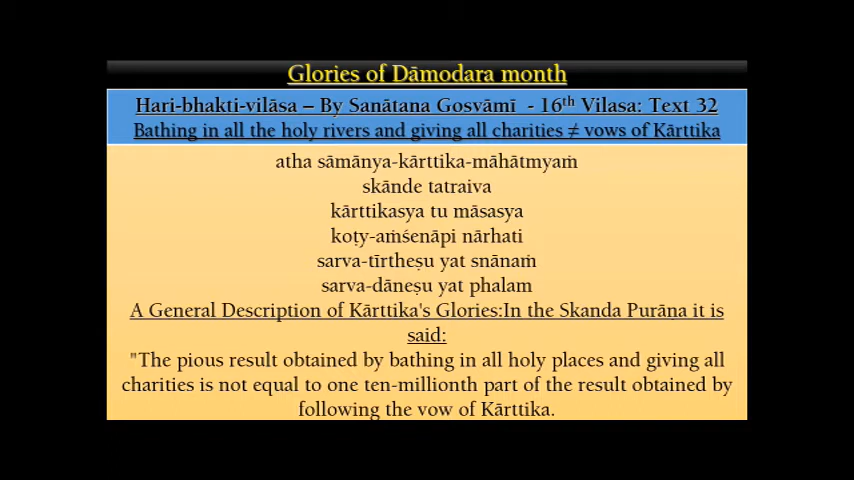 Glories of Dāmodara month
Hari-bhakti-vilāsa – By Sanātana Gosvāmī - 16th Vilasa: Text 32
Bathing in all the holy rivers and giving all charities ≠ vows of Kārttika
atha sāmānya-kārttika-māhātmyaṁ
skānde tatraiva
kārttikasya tu māsasya
koṭy-aṁśenāpi nārhati
sarva-tīrtheṣu yat snānaṁ
sarva-dāneṣu yat phalam
A General Description of Kārttika's Glories:In the Skanda Purāṇa it is
said:
"The pious result obtained by bathing in all holy places and giving all
charities is not equal to one ten-millionth part of the result obtained by
following the vow of Kārttika.